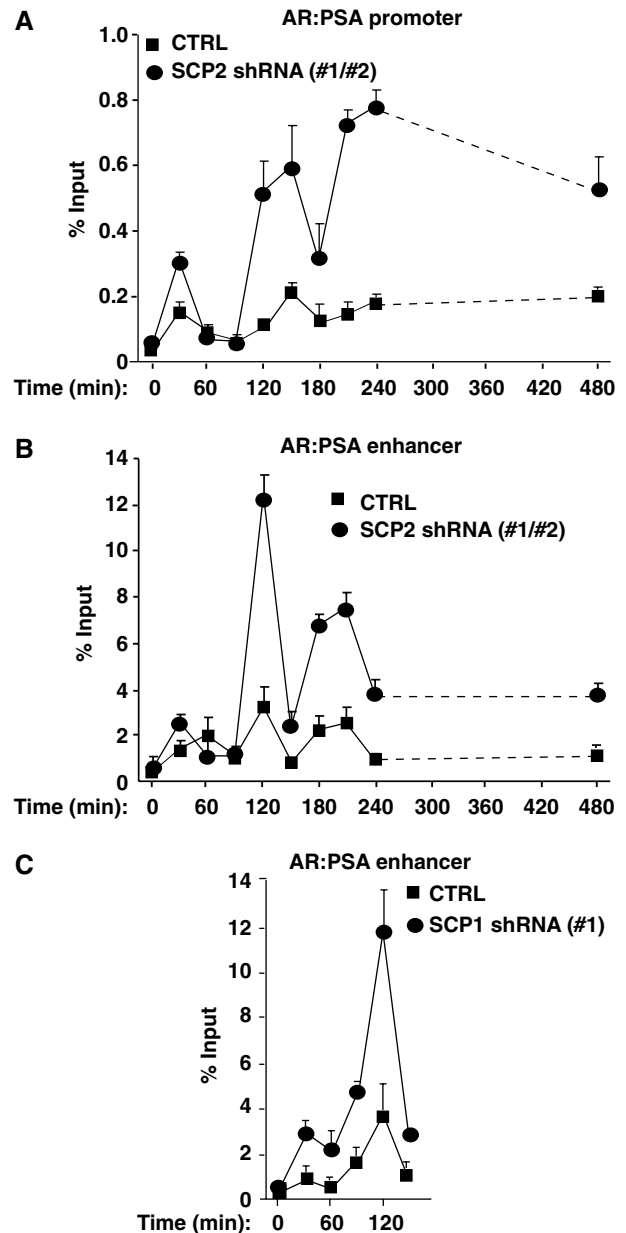 A
AR:PSA promoter
CTRL
SCP2 shRNA (#1/#2)
% Input
1.0
0.8
0.6
0.4
0.2
0
Time (min): 0 60 120 180 240 300 360 420 480
B
AR:PSA enhancer
CTRL
SCP2 shRNA (#1/#2)
% Input
14
12
10
8
6
4
2
0
Time (min): 0 60 120 180 240 300 360 420 480
C
AR:PSA enhancer
CTRL
SCP1 shRNA (#1)
% Input
14
12
10
8
6
4
2
0
Time (min): 0 60 120